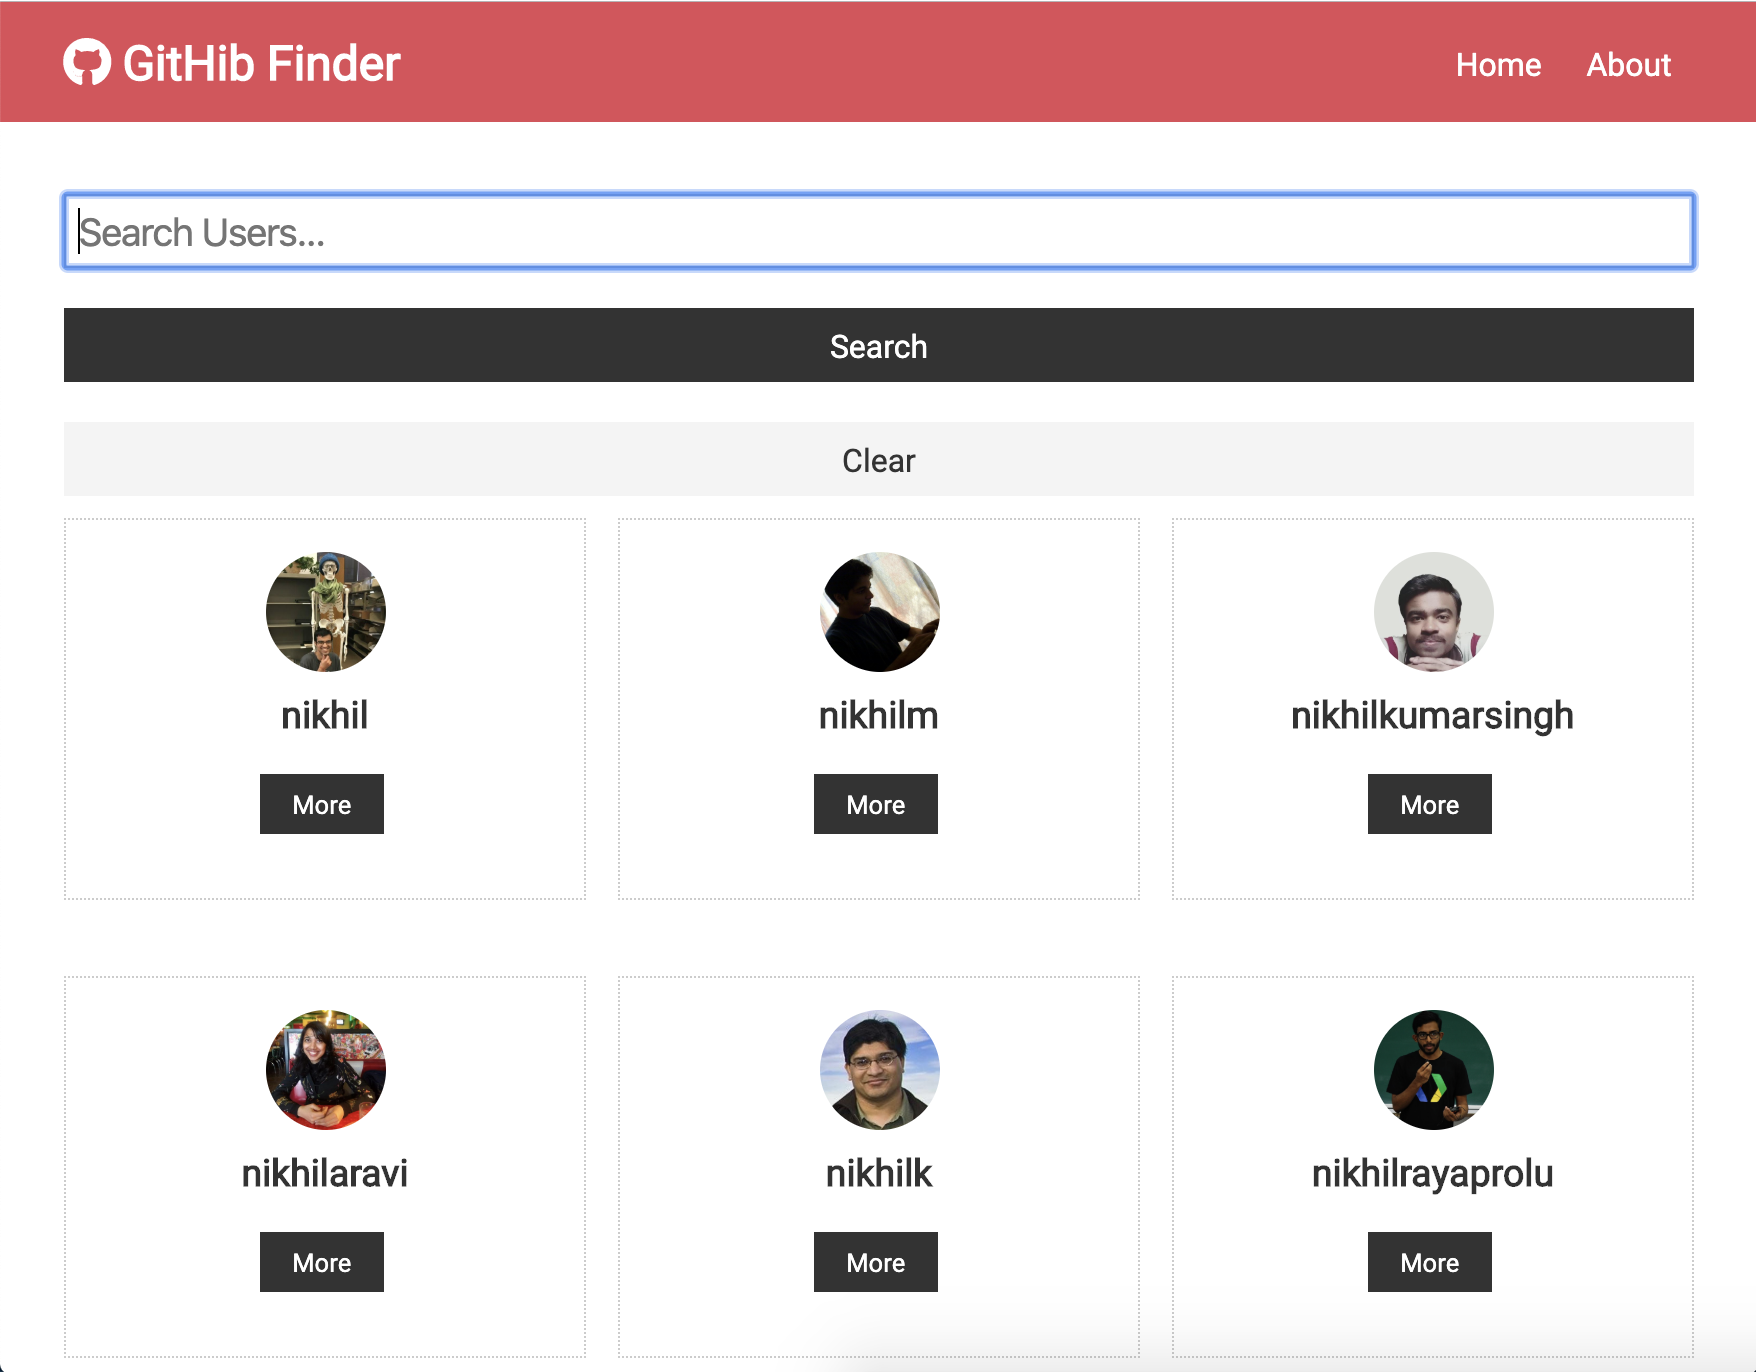 GitHib Finder
Home About
Search Users...
Search
Clear
nikhil
nikhilm
nikhilkumarsingh
More
More
More
nikhilaravi
nikhilk
nikhilrayaprolu
More
More
More